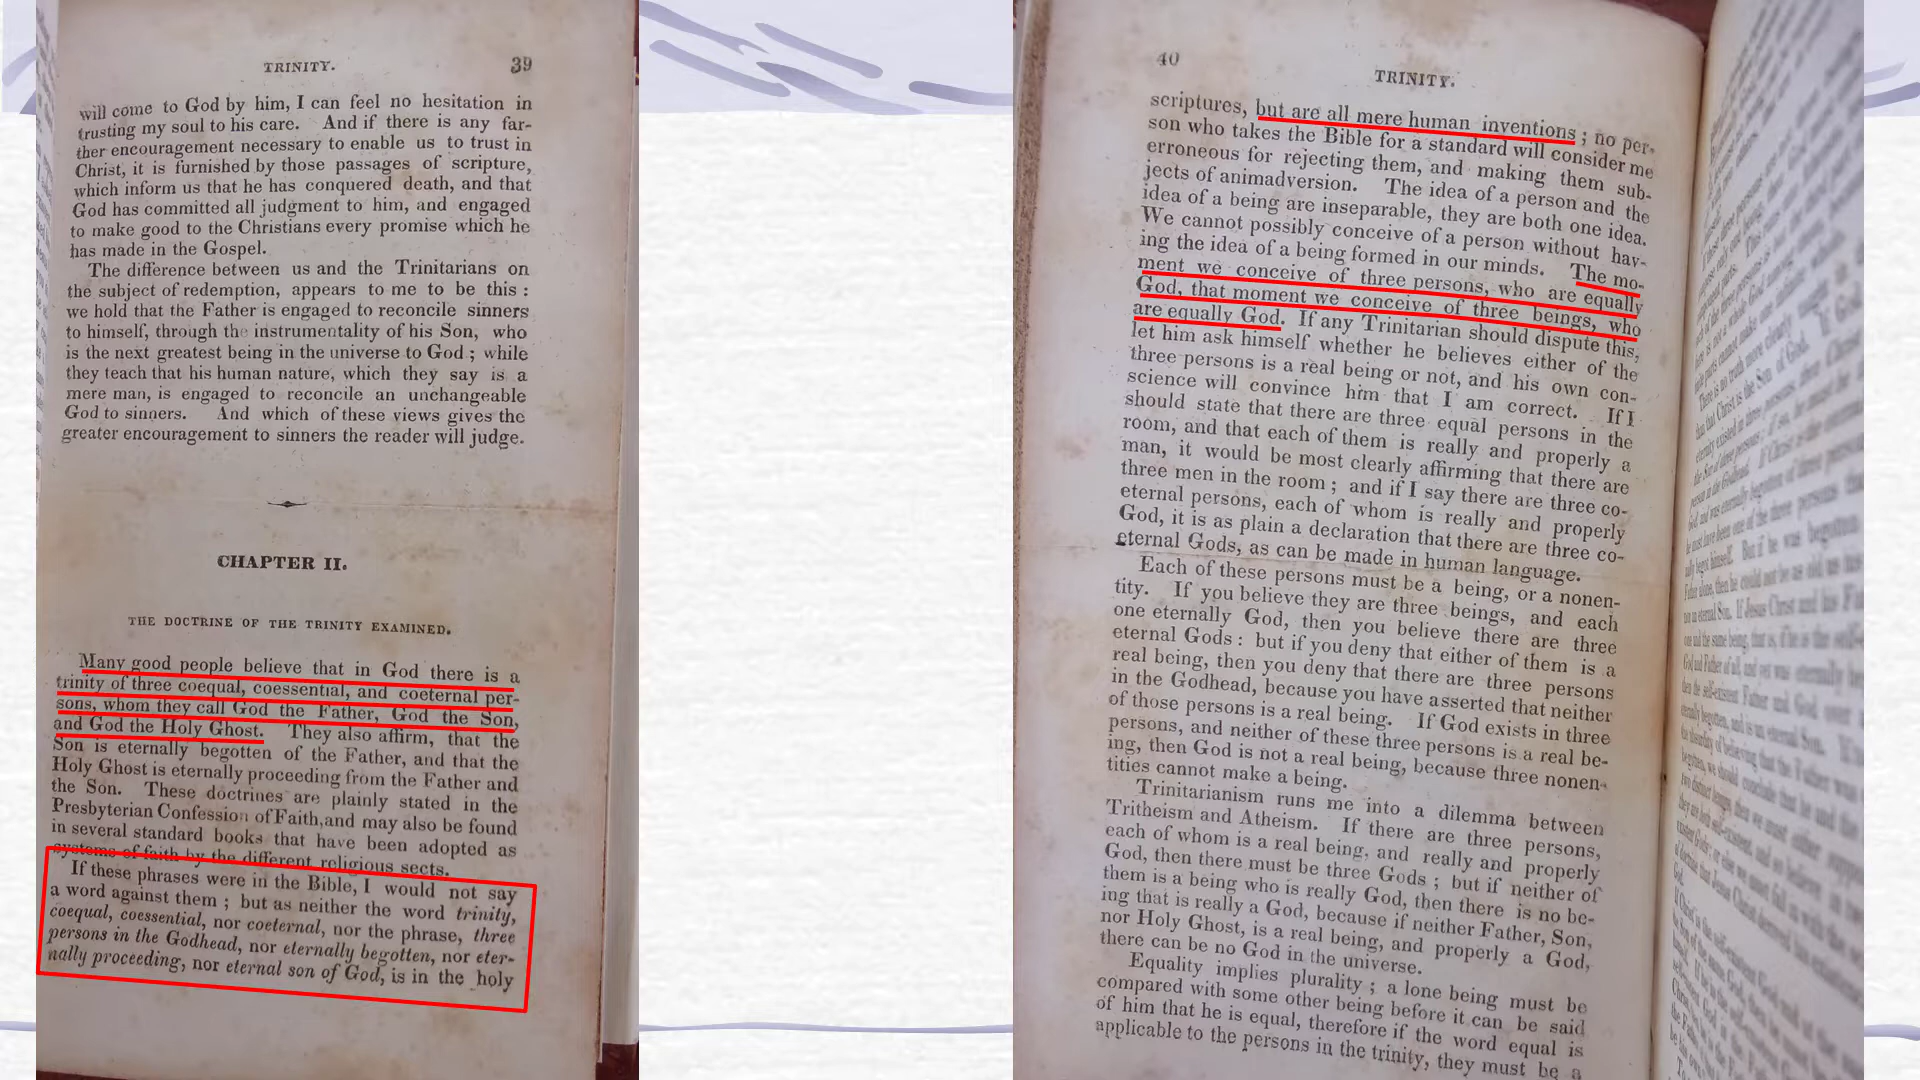 TRINITY. 39
will come to God by him, I can feel no hesitation in
trusting my soul to his care. And if there is any far-
ther encouragement necessary to enable us to trust in
Christ, it is furnished by those passages of scripture,
which inform us that he has conquered death, and that
God has committed all judgment to him, and engaged
to make good to the Christians every promise which he
has made in the Gospel.
The difference between us and the Trinitarians on
the subject of redemption, appears to me to be this :
we hold that the Father is engaged to reconcile sinners
to himself, through the instrumentality of his Son, who
is the next greatest being in the universe to God ; while
they teach that his human nature, which they say is a
mere man, is engaged to reconcile an unchangeable
God to sinners. And which of these views gives the
greater encouragement to sinners the reader will judge.
CHAPTER II.
THE DOCTRINE OF THE TRINITY EXAMINED.
Many good people believe that in God there is a
trinity of three coequal, coessential, and coeternal per-
sons, whom they call God the Father, God the Son,
and God the Holy Ghost. They also affirm, that the
Son is eternally begotten of the Father, and that the
Holy Ghost is eternally proceeding from the Father and
the Son. These doctrines are plainly stated in the
Presbyterian Confession of Faith, and may also be found
in several standard books that have been adopted as
systems of faith by the different religious sects.
If these phrases were in the Bible, I would not say
a word against them ; but as neither the word trinity,
coequal, coessential, nor coeternal, nor the phrase, three
persons in the Godhead, nor eternally begotten, nor eter-
nally proceeding, nor eternal son of God, is in the holy
40 TRINITY.
scriptures, but are all mere human inventions ; no per-
son who takes the Bible for a standard will consider me
erroneous for rejecting them, and making them sub-
jects of animadversion. The idea of a person and the
idea of a being are inseparable, they are both one idea.
We cannot possibly conceive of a person without hav-
ing the idea of a being formed in our minds. The mo-
ment we conceive of three persons, who are equally
God, that moment we conceive of three beings, who
are equally God. If any Trinitarian should dispute this,
let him ask himself whether he believes either of the
three persons is a real being or not, and his own con-
science will convince him that I am correct. If I
should state that there are three equal persons in the
room, and that each of them is really and properly a
man, it would be most clearly affirming that there are
three men in the room ; and if I say there are three co-
eternal persons, each of whom is really and properly
God, it is as plain a declaration that there are three co-
eternal Gods, as can be made in human language.
Each of these persons must be a being, or a nonen-
tity. If you believe they are three beings, and each
one eternally God, then you believe there are three
eternal Gods : but if you deny that either of them is a
real being, then you deny that there are three persons
in the Godhead, because you have asserted that neither
of those persons is a real being. If God exists in three
persons, and neither of these three persons is a real be-
ing, then God is not a real being, because three nonen-
tities cannot make a being.
Trinitarianism runs me into a dilemma between
Tritheism and Atheism. If there are three persons,
each of whom is a real being, and really and properly
God, then there must be three Gods ; but if neither of
them is a being who is really God, then there is no be-
ing that is really a God, because if neither Father, Son,
nor Holy Ghost, is a real being, and properly a God,
there can be no God in the universe.
Equality implies plurality ; a lone being must be
compared with some other being before it can be said
of him that he is equal, therefore if the word equal is
applicable to the persons in the trinity, they must be a